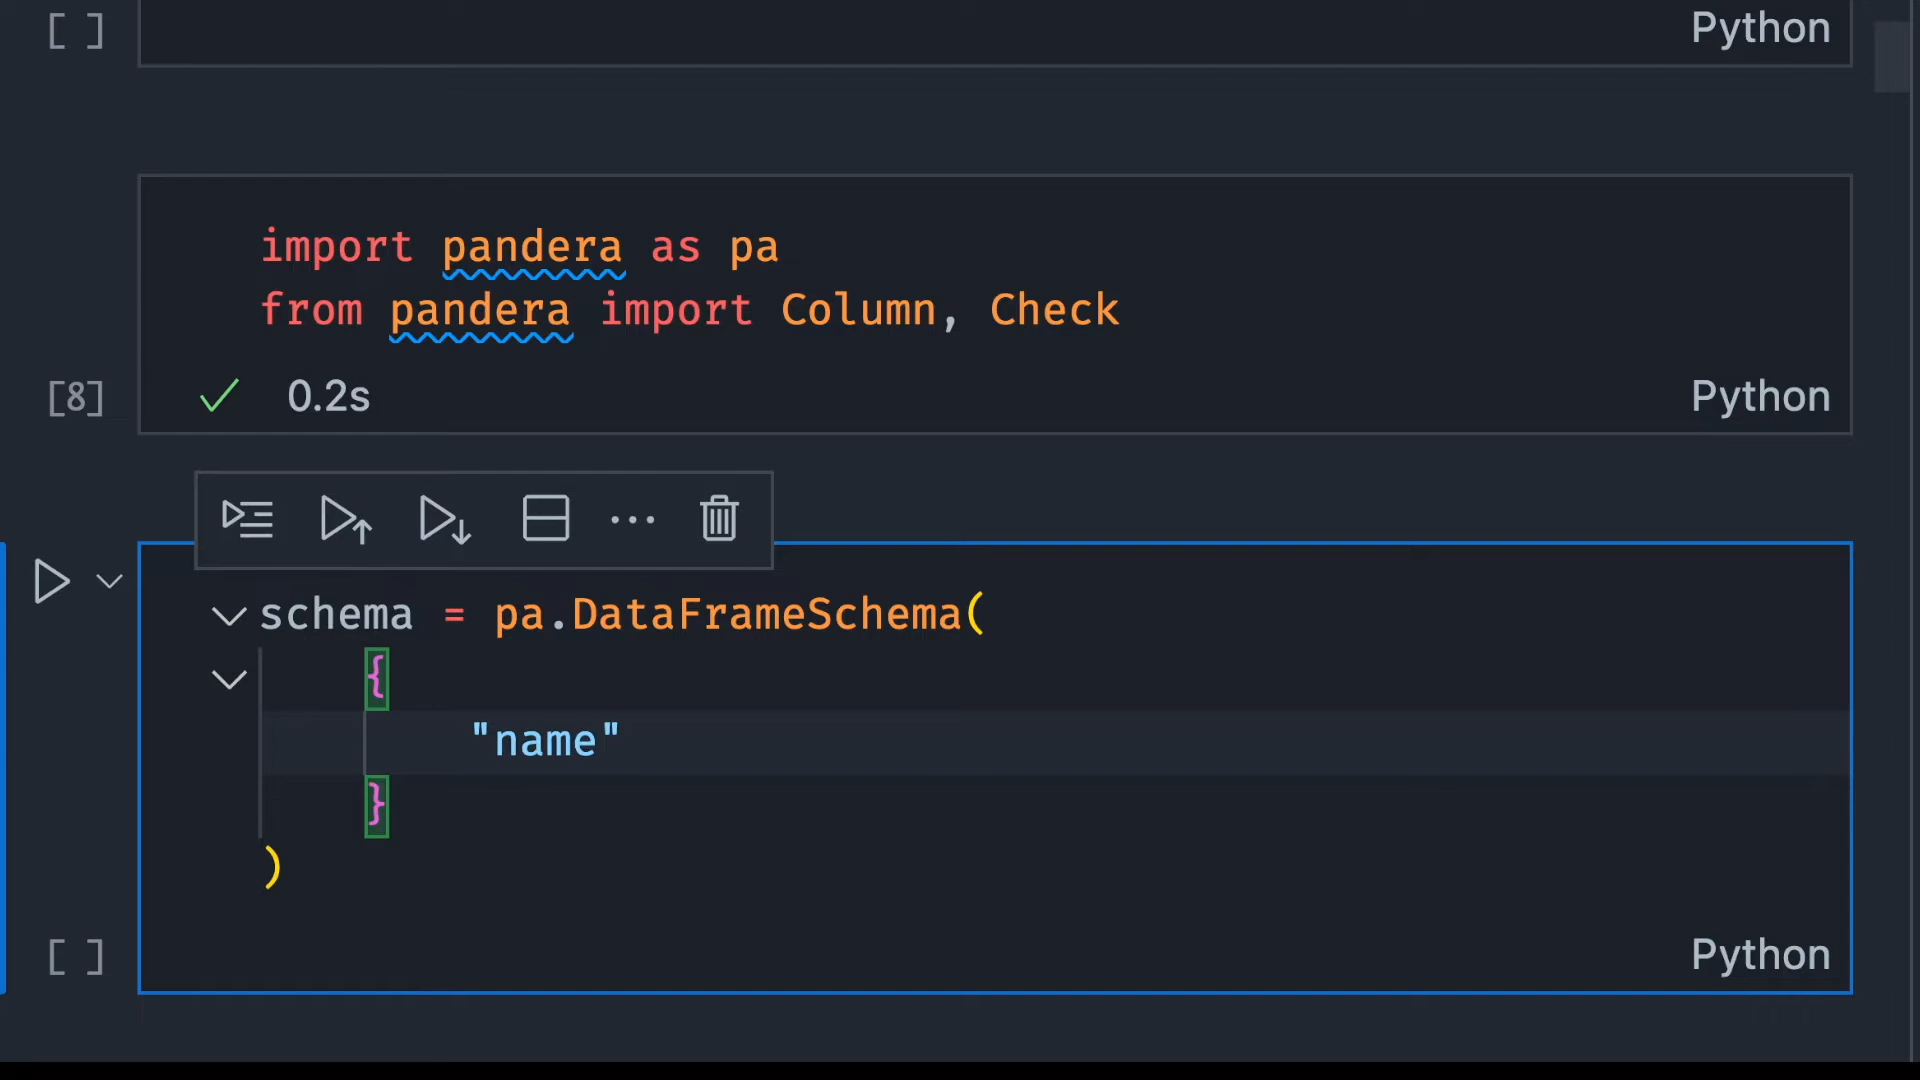 [ ]
Python
import pandera as pa
from pandera import Column, Check
[8]
0.2s
Python
schema = pa.DataFrameSchema(
{
"name"
}
)
[ ]
Python